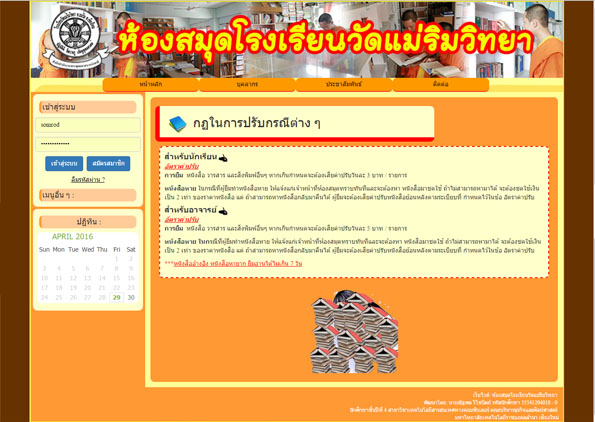 ห้องสมุดโรงเรียนวัดแม่ริมวิทยา
หน้าหลัก บุคลากร ประชาสัมพันธ์ ติดต่อ
เข้าสู่ระบบ
somrod
เข้าสู่ระบบ สมัครสมาชิก
ลืมรหัสผ่าน ?
เมนูอื่น ๆ :
ปฏิทิน :
APRIL 2016
Sun Mon Tue Wed Thu Fri Sat
1 2
3 4 5 6 7 8 9
10 11 12 13 14 15 16
17 18 19 20 21 22 23
24 25 26 27 28 29 30
กฏในการปรับกรณีต่าง ๆ
สำหรับนักเรียน
อัตราค่าปรับ
การยืม หนังสือ วารสาร และสิ่งพิมพ์อื่นๆ หากเกินกำหนดจะต้องเสียค่าปรับวันละ 3 บาท / รายการ
หนังสือหาย ในกรณีที่ผู้ยืมทำหนังสือหาย ให้แจ้งแก่เจ้าหน้าที่ห้องสมุดทราบทันทีและจะต้องหา หนังสือมาชดใช้ ถ้าไม่สามารถหามาได้ จะต้องชดใช้เงิน
เป็น 2 เท่า ของราคาหนังสือ และ ถ้าสามารถหาหนังสือกลับมาคืนได้ ผู้ยืมจะต้องเสียค่าปรับหนังสือย้อนหลังตามระเบียบที่ กำหนดไว้ในข้อ อัตราค่าปรับ
สำหรับอาจารย์
อัตราค่าปรับ
การยืม หนังสือ วารสาร และสิ่งพิมพ์อื่นๆ หากเกินกำหนดจะต้องเสียค่าปรับวันละ 5 บาท / รายการ
หนังสือหาย ในกรณีที่ผู้ยืมทำหนังสือหาย ให้แจ้งแก่เจ้าหน้าที่ห้องสมุดทราบทันทีและจะต้องหา หนังสือมาชดใช้ ถ้าไม่สามารถหามาได้ จะต้องชดใช้เงิน
เป็น 2 เท่า ของราคาหนังสือ แต่ ถ้าสามารถหาหนังสือกลับมาคืนได้ ผู้ยืมจะต้องเสียค่าปรับหนังสือย้อนหลังตามระเบียบที่ กำหนดไว้ในข้อ อัตราค่าปรับ
***หนังสืออ้างอิง หนังสือหายาก ยืมอ่านได้ไม่เกิน 7 วัน
เว็บไซต์ ห้องสมุดโรงเรียนวัดแม่ริมวิทยา